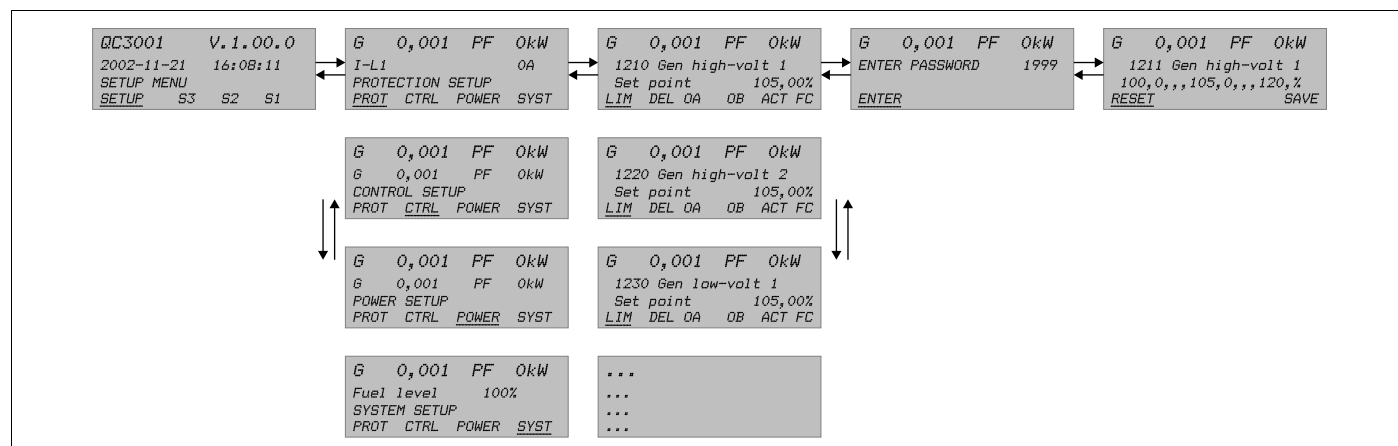 QC3001 V.1.00.0
2002-11-21 16:08:11
SETUP MENU
SETUP S3 S2 S1
G 0,001 PF 0kW
I-L1 0A
PROTECTION SETUP
PROT CTRL POWER SYST
G 0,001 PF 0kW
1210 Gen high-volt 1
Set point 105,00%
LIM DEL OA OB ACT FC
G 0,001 PF 0kW
ENTER PASSWORD 1999
ENTER
G 0,001 PF 0kW
1211 Gen high-volt 1
100,0,,,105,0,,,120,%
RESET SAVE
G 0,001 PF 0kW
G 0,001 PF 0kW
CONTROL SETUP
PROT CTRL POWER SYST
G 0,001 PF 0kW
1220 Gen high-volt 2
Set point 105,00%
LIM DEL OA OB ACT FC
G 0,001 PF 0kW
G 0,001 PF 0kW
POWER SETUP
PROT CTRL POWER SYST
G 0,001 PF 0kW
1230 Gen low-volt 1
Set point 105,00%
LIM DEL OA OB ACT FC
G 0,001 PF 0kW
Fuel level 100%
SYSTEM SETUP
PROT CTRL POWER SYST
...
...
...
...